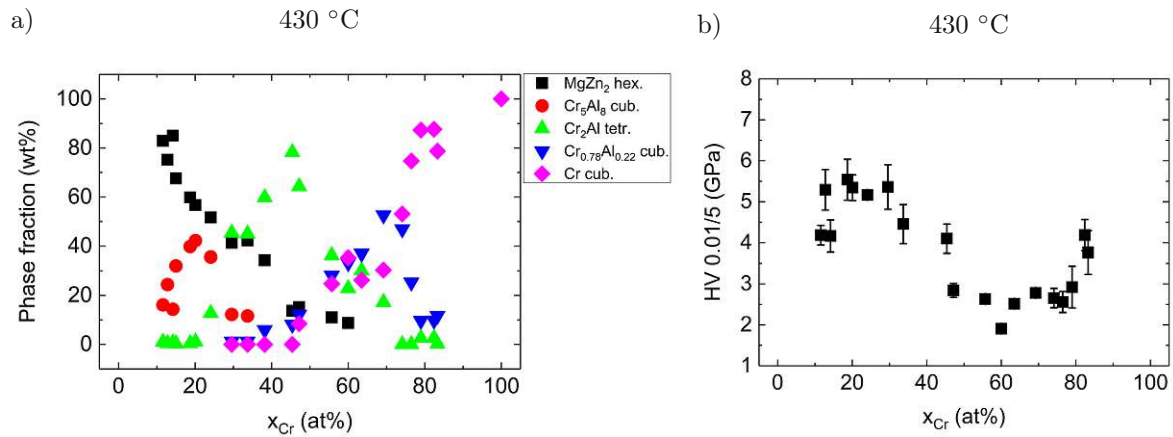 a)
430 °C
Phase fraction (wt%)
100
80
60
40
20
0
0 20 40 60 80 100
x_Cr (at%)
MgZn₂ hex.
Cr₅Al₈ cub.
Cr₂Al tetr.
Cr₀.₇₈Al₀.₂₂ cub.
Cr cub.
b)
430 °C
HV 0.01/5 (GPa)
8
7
6
5
4
3
2
1
0 20 40 60 80 100
x_Cr (at%)